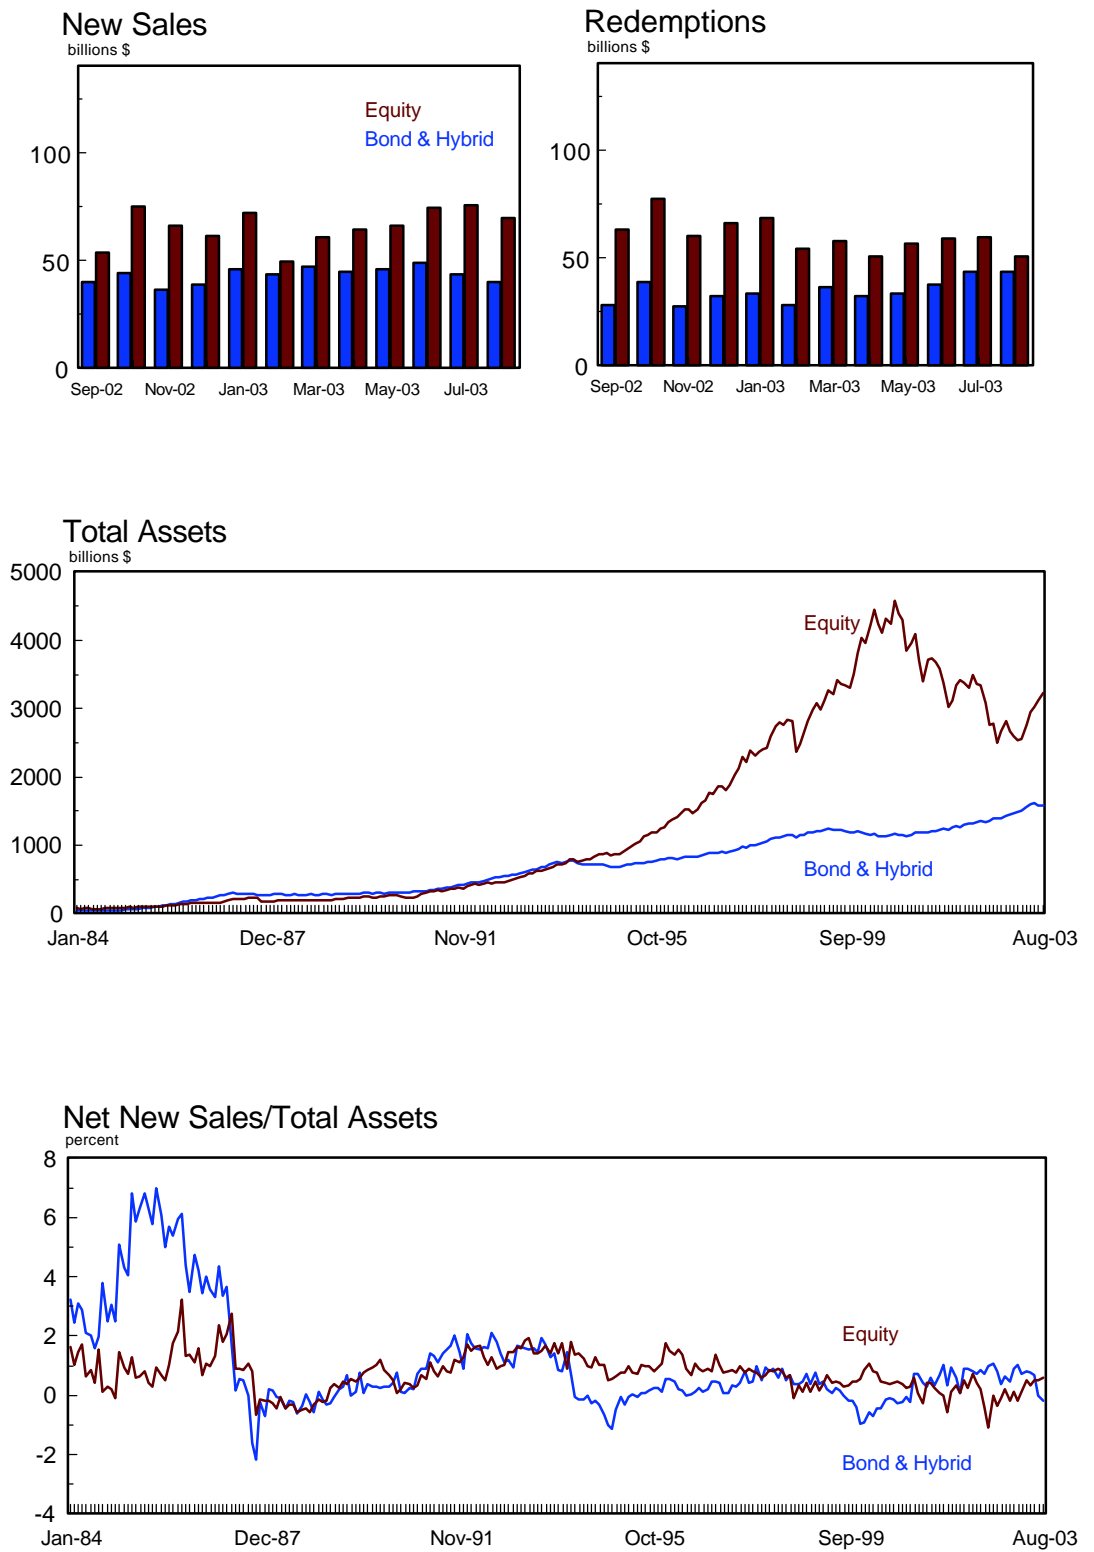 New Sales
billions $
Equity
Bond & Hybrid
100
50
0
Sep-02 Nov-02 Jan-03 Mar-03 May-03 Jul-03
Redemptions
billions $
100
50
0
Sep-02 Nov-02 Jan-03 Mar-03 May-03 Jul-03
Total Assets
billions $
5000
4000
3000
2000
1000
0
Equity
Bond & Hybrid
Jan-84 Dec-87 Nov-91 Oct-95 Sep-99 Aug-03
Net New Sales/Total Assets
percent
8
6
4
2
0
-2
-4
Equity
Bond & Hybrid
Jan-84 Dec-87 Nov-91 Oct-95 Sep-99 Aug-03